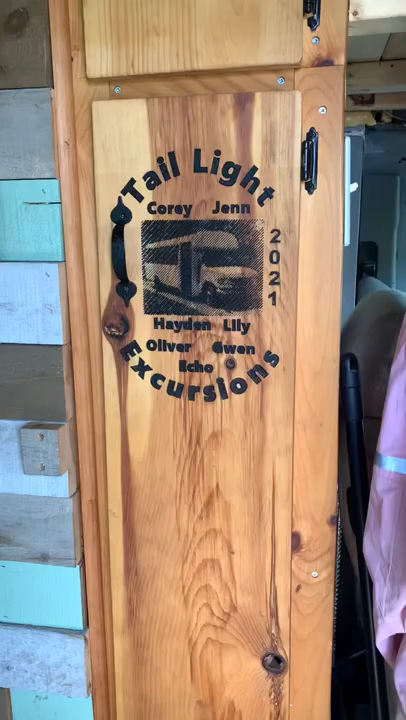 Tail Light
Corey Jenn
2021
Hayden Lily
Oliver Gwen
Echo
Excursions